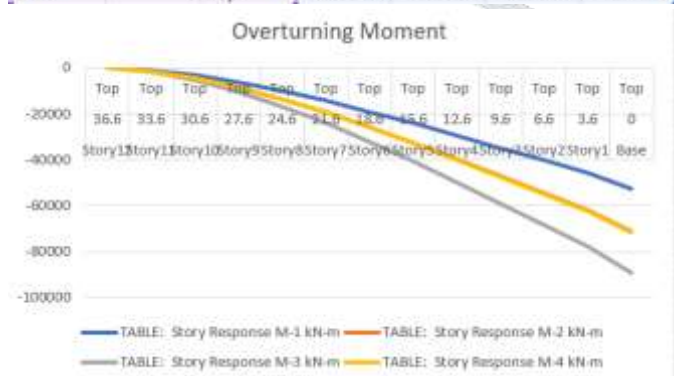 Overturning Moment
0
Top Top Top Top Top Top Top Top Top Top Top Top Top
-20000
36.6 33.6 30.6 27.6 24.6 21.6 18.6 15.6 12.6 9.6 6.6 3.6 0
Story12 Story11 Story10 Story9 Story8 Story7 Story6 Story5 Story4 Story3 Story2 Story1 Base
-40000
-60000
-80000
-100000
TABLE: Story Response M-1 kN-m TABLE: Story Response M-2 kN-m
TABLE: Story Response M-3 kN-m TABLE: Story Response M-4 kN-m